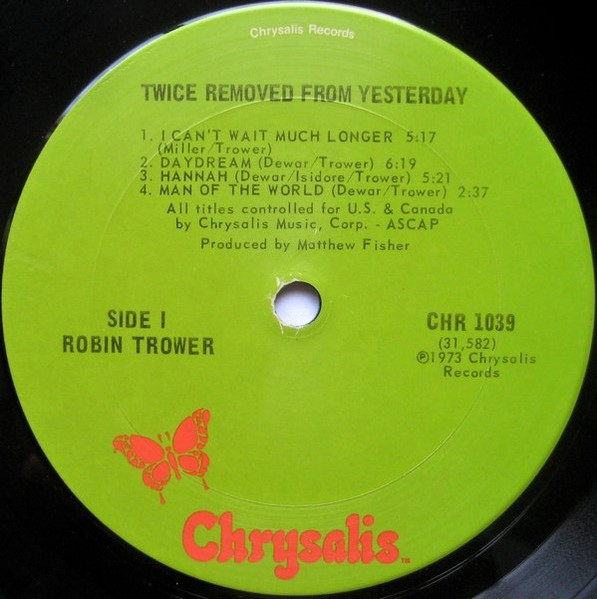 Chrysalis Records
TWICE REMOVED FROM YESTERDAY
1. I CAN'T WAIT MUCH LONGER 5:17
(Miller/Trower)
2. DAYDREAM (Dewar/Trower) 6:19
3. HANNAH (Dewar/Isidore/Trower) 5:21
4. MAN OF THE WORLD (Dewar/Trower) 2:37
All titles controlled for U.S. & Canada
by Chrysalis Music, Corp. - ASCAP
Produced by Matthew Fisher
SIDE I
ROBIN TROWER
CHR 1039
(31,582)
℗1973 Chrysalis
Records
Chrysalis™